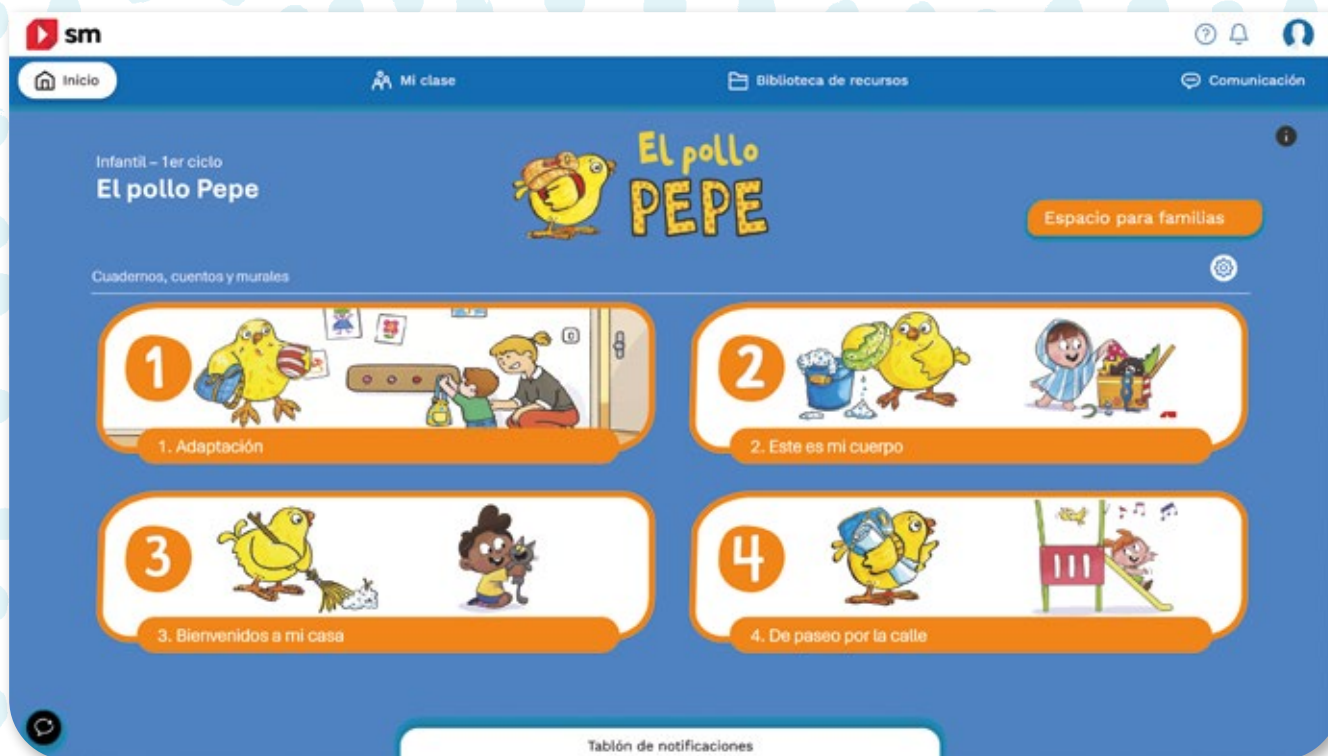 sm
Inicio
Mi clase
Biblioteca de recursos
Comunicación
Infantil – 1er ciclo
El pollo Pepe
El pollo
PEPE
Espacio para familias
Cuadernos, cuentos y murales
1
1. Adaptación
2
2. Este es mi cuerpo
3
3. Bienvenidos a mi casa
4
4. De paseo por la calle
Tablón de notificaciones